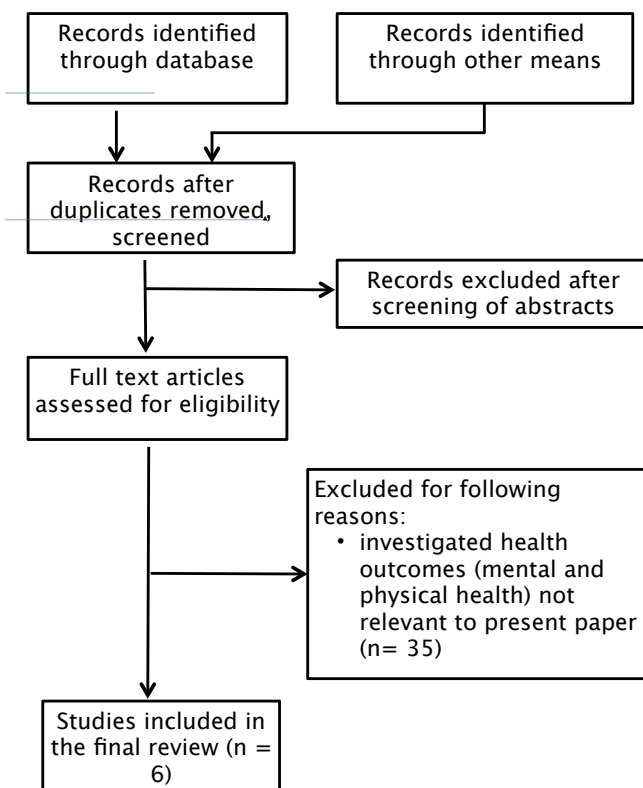 Records identified
through database
Records identified
through other means
Records after
duplicates removed,
screened
Records excluded after
screening of abstracts
Full text articles
assessed for eligibility
Excluded for following
reasons:
• investigated health
outcomes (mental and
physical health) not
relevant to present paper
(n= 35)
Studies included in
the final review (n =
6)